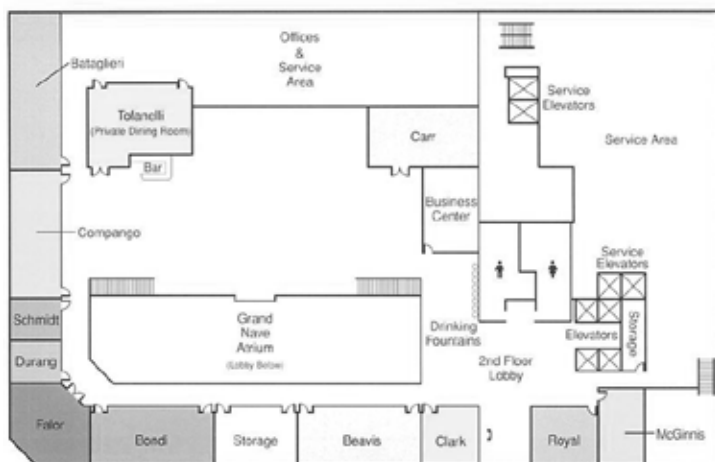 Offices
&
Service
Area
Bataglieri
Tolanelli
(Private Dining Room)
Bar
Carr
Service
Elevators
Service Area
Business
Center
Compango
Service
Elevators
Schmidt
Durang
Grand
Nave
Atrium
(Lobby Below)
Drinking
Fountains
Elevators
Storage
2nd Floor
Lobby
Falor
Bondi
Storage
Beavis
Clark
Royal
McGinnis